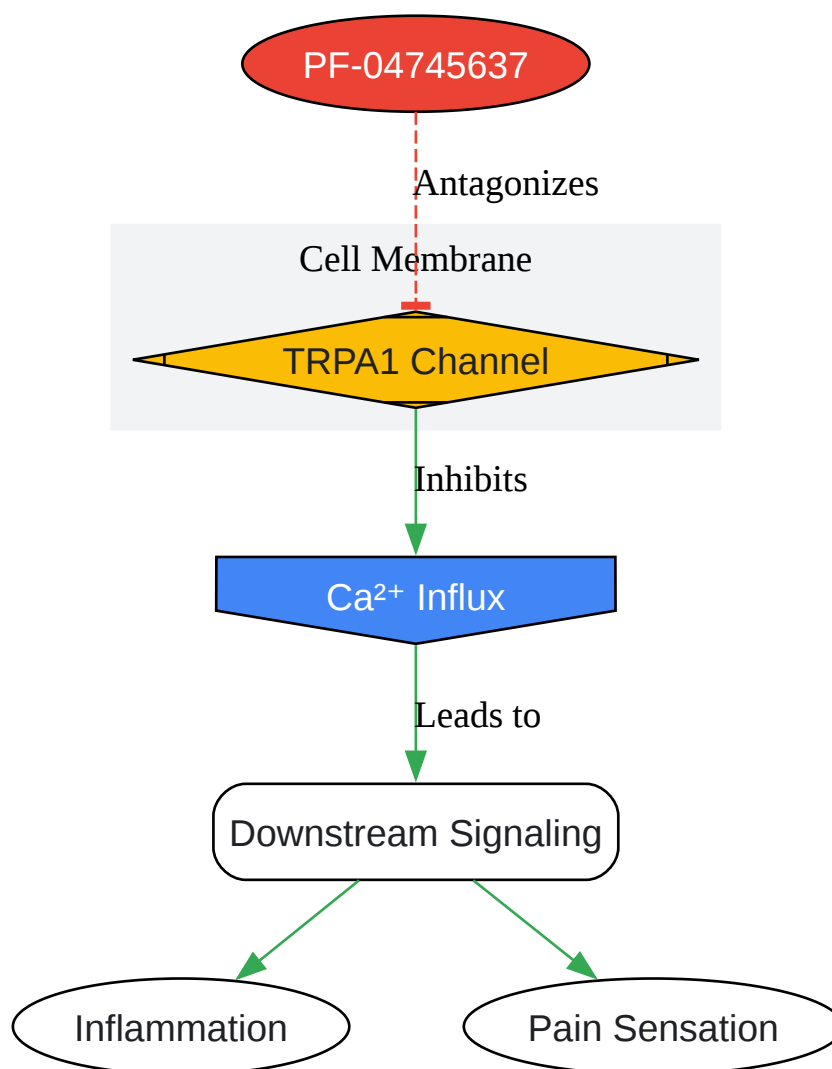 PF-04745637
Antagonizes
Cell Membrane
TRPA1 Channel
Inhibits
Ca²⁺ Influx
Leads to
Downstream Signaling
Inflammation
Pain Sensation